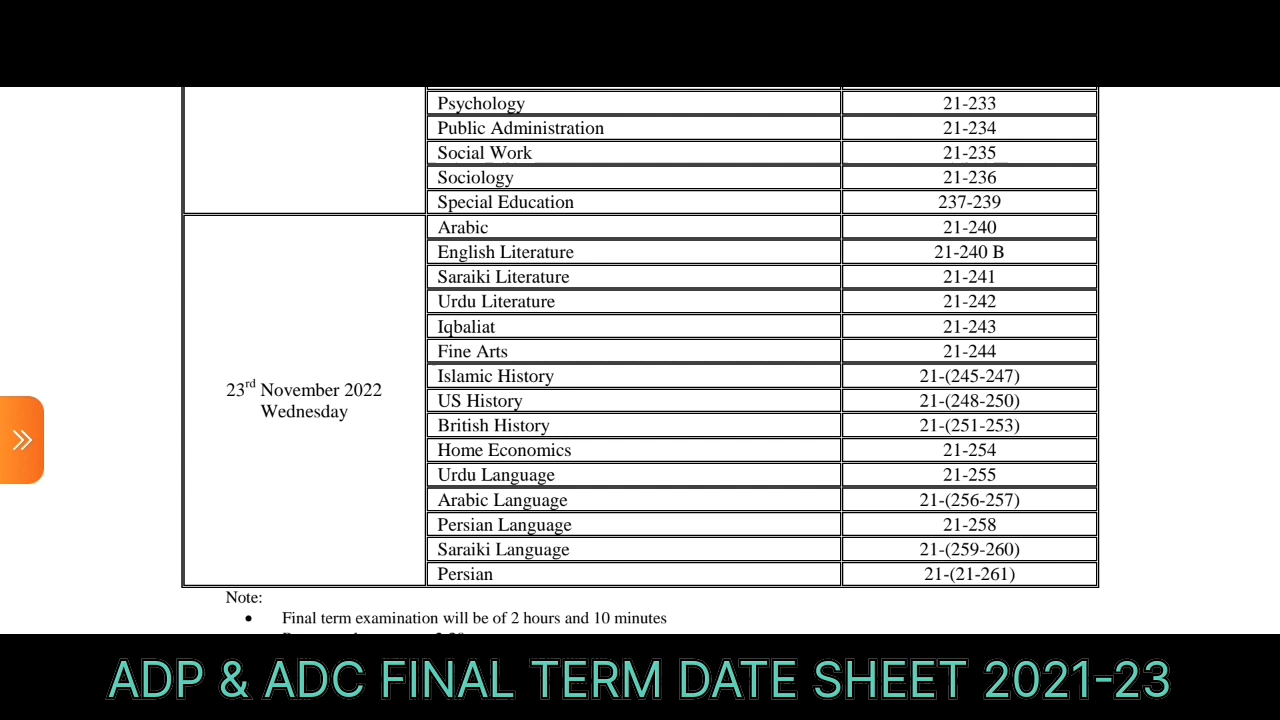 Psychology 21-233
Public Administration 21-234
Social Work 21-235
Sociology 21-236
Special Education 237-239
Arabic 21-240
English Literature 21-240 B
Saraiki Literature 21-241
Urdu Literature 21-242
Iqbaliat 21-243
Fine Arts 21-244
Islamic History 21-(245-247)
23rd November 2022
Wednesday
US History 21-(248-250)
British History 21-(251-253)
Home Economics 21-254
Urdu Language 21-255
Arabic Language 21-(256-257)
Persian Language 21-258
Saraiki Language 21-(259-260)
Persian 21-(21-261)
Note:
• Final term examination will be of 2 hours and 10 minutes
ADP & ADC FINAL TERM DATE SHEET 2021-23